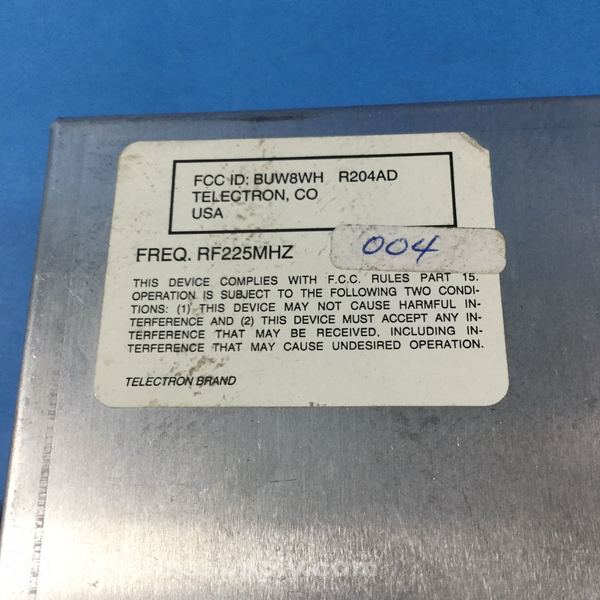 FCC ID: BUW8WH R204AD
TELECTRON, CO
USA
FREQ. RF225MHZ
004
THIS DEVICE COMPLIES WITH F.C.C. RULES PART 15.
OPERATION IS SUBJECT TO THE FOLLOWING TWO CONDI-
TIONS: (1) THIS DEVICE MAY NOT CAUSE HARMFUL IN-
TERFERENCE AND (2) THIS DEVICE MUST ACCEPT ANY IN-
TERFERENCE THAT MAY BE RECEIVED, INCLUDING IN-
TERFERENCE THAT MAY CAUSE UNDESIRED OPERATION.
TELECTRON BRAND